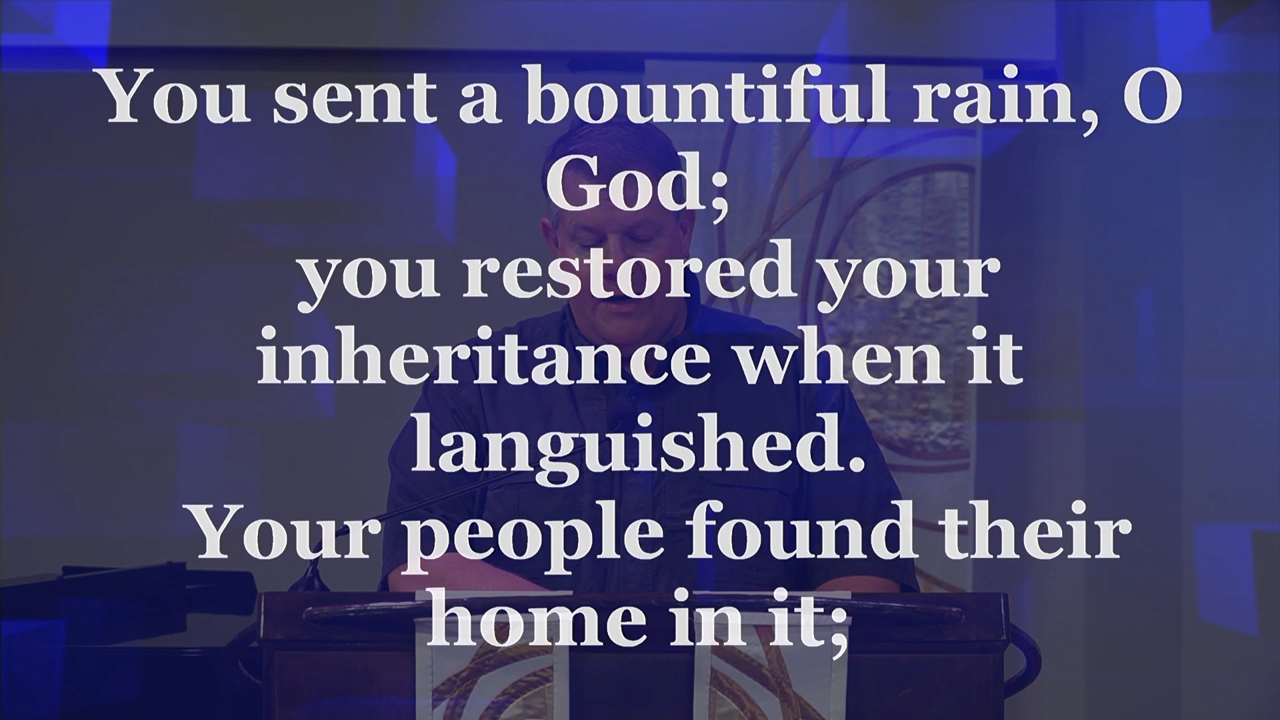 You sent a bountiful rain, O
God;
you restored your
inheritance when it
languished.
Your people found their
home in it;